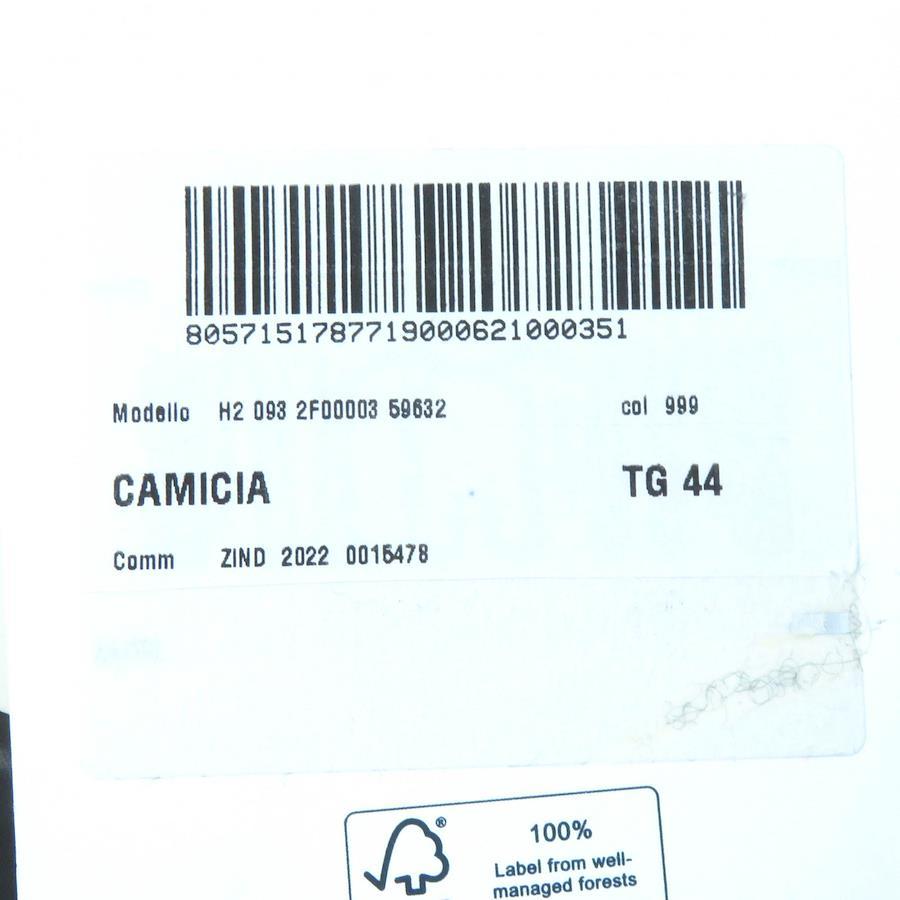 8057151787719000621000351
Modello H2 093 2F00003 59632 col 999
CAMICIA TG 44
Comm ZIND 2022 0015478
®
100%
Label from well-
managed forests